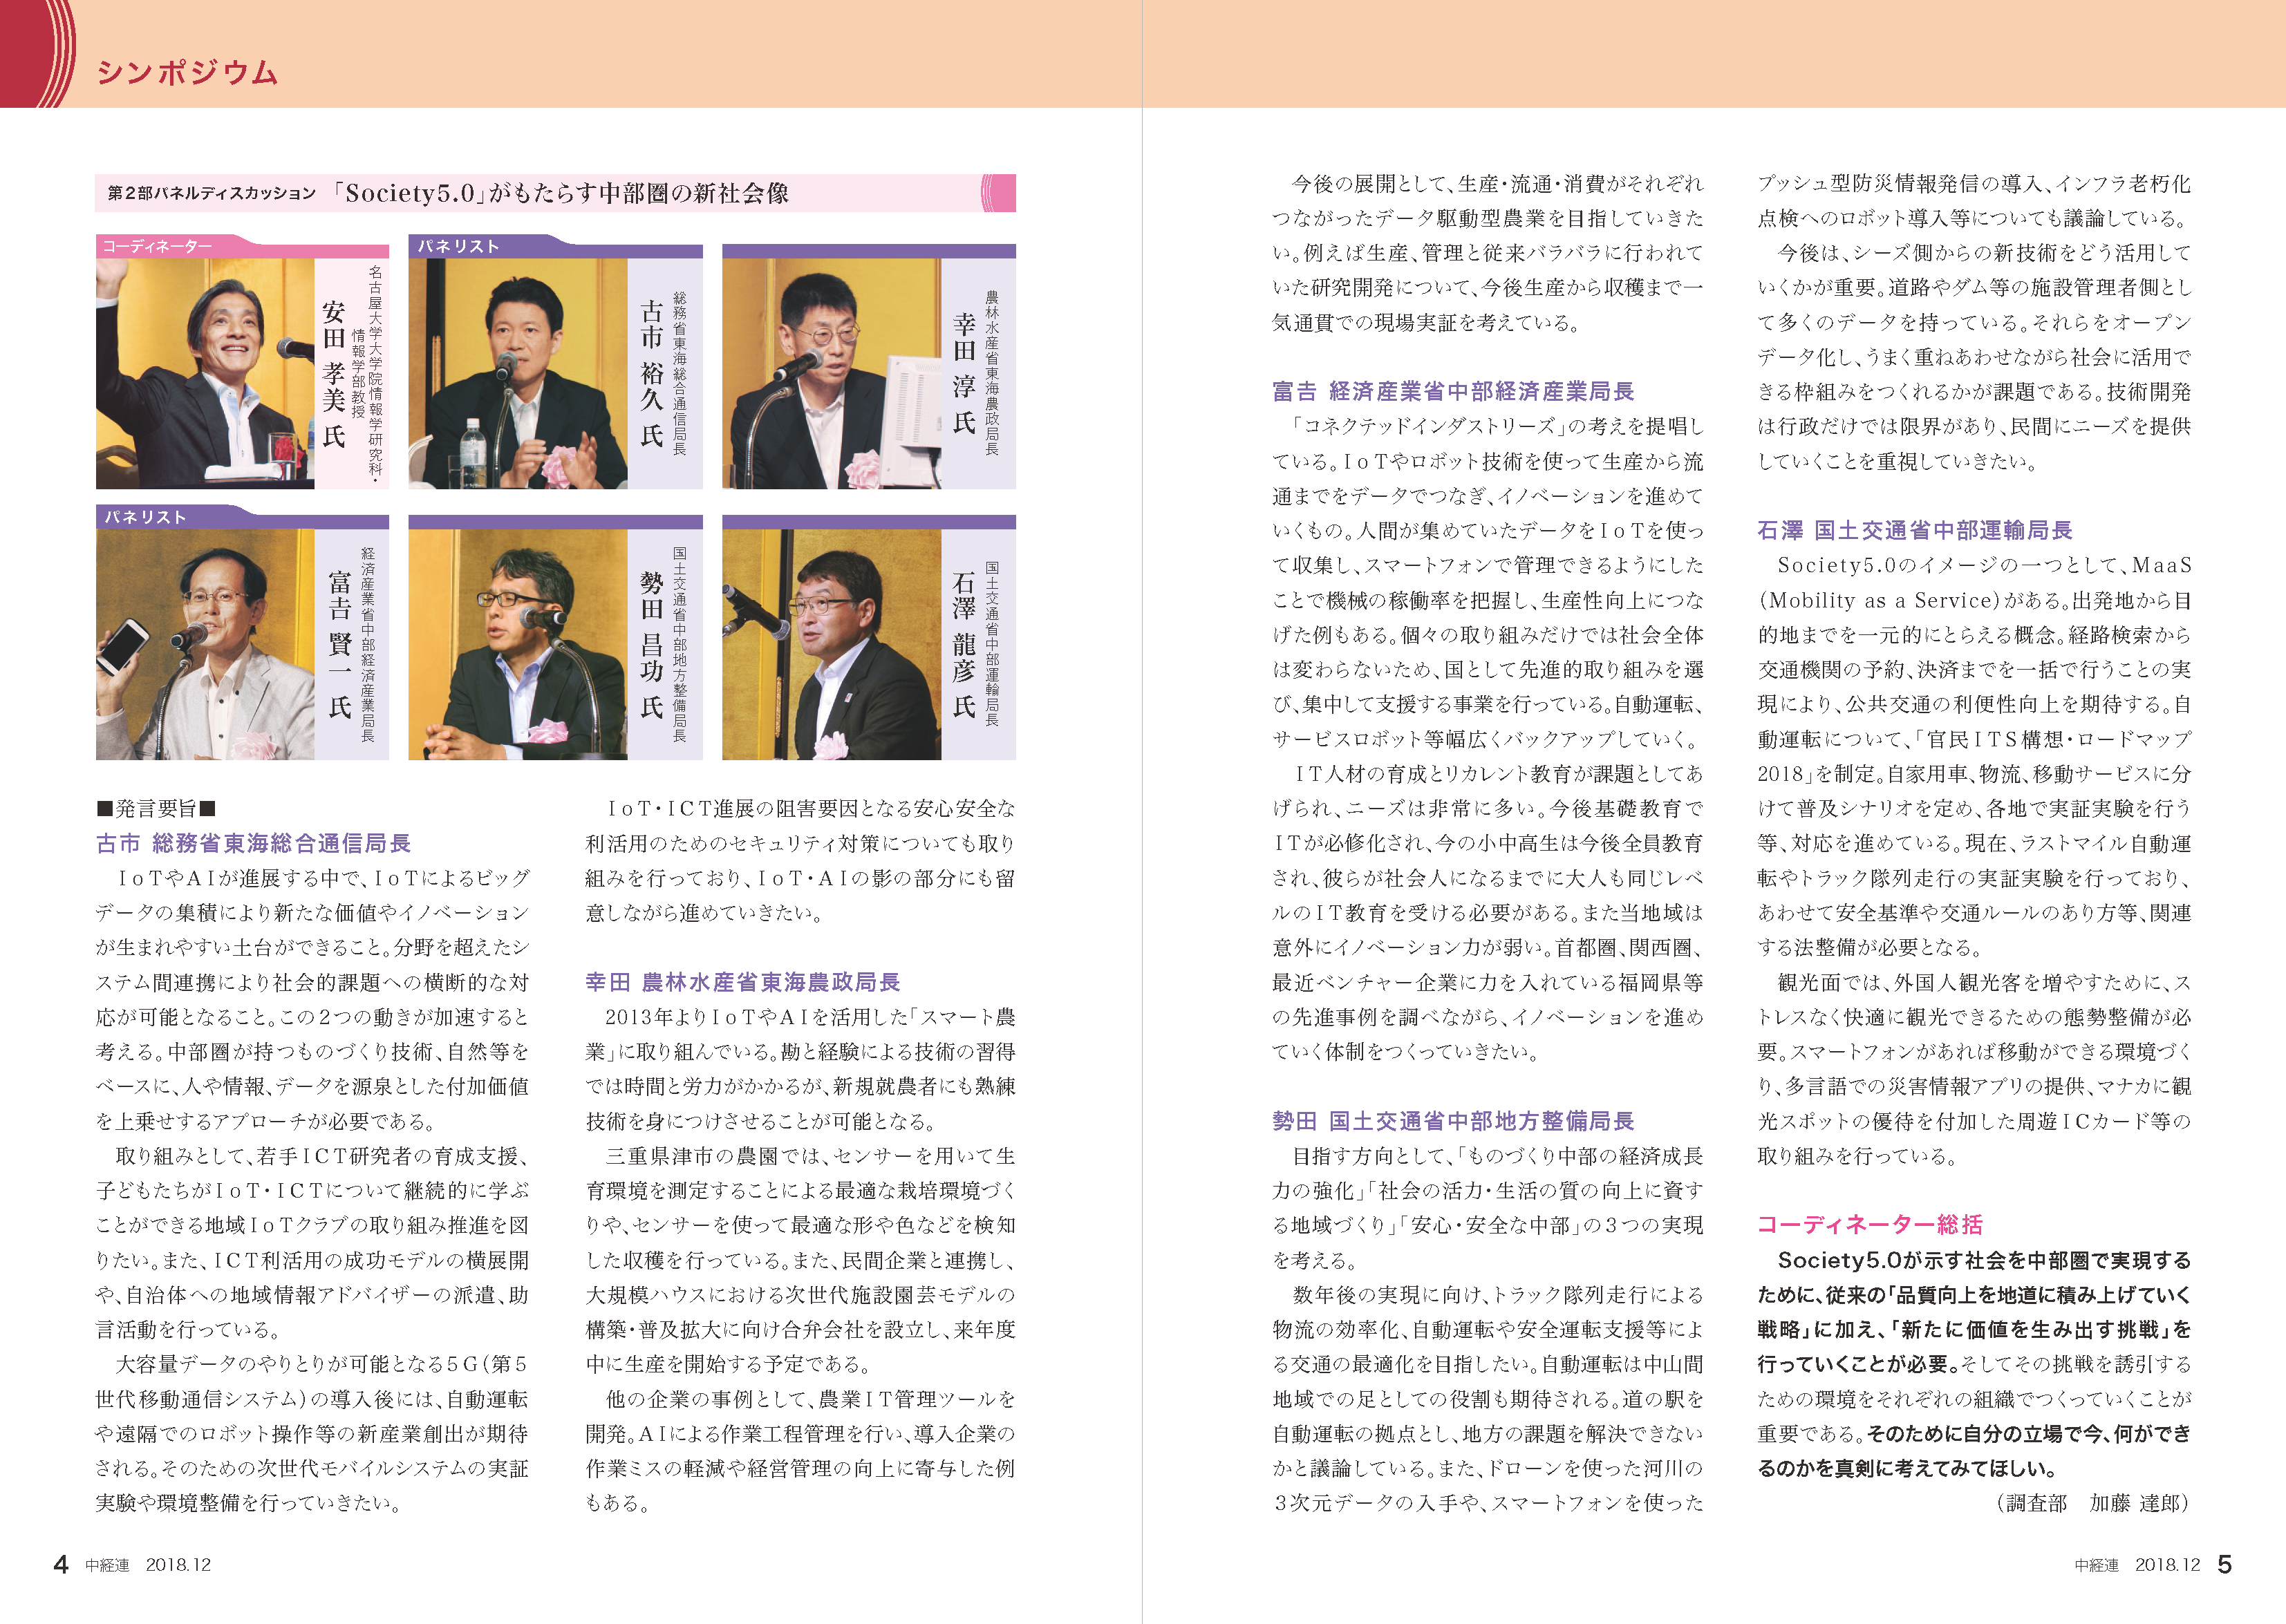 シンポジウム
第2部パネルディスカッション 「Society5.0」がもたらす中部圏の新社会像
コーディネーター
名古屋大学大学院情報学研究科・
情報学部教授
安田 孝美 氏
パネリスト
総務省東海総合通信局長
古市 裕久 氏
農林水産省東海農政局長
幸田 淳 氏
パネリスト
経済産業省中部経済産業局長
富吉 賢一 氏
国土交通省中部地方整備局長
勢田 昌功 氏
国土交通省中部運輸局長
石澤 龍彦 氏
■発言要旨■
古市 総務省東海総合通信局長
IoTやAIが進展する中で、IoTによるビッグ
データの集積により新たな価値やイノベーション
が生まれやすい土台ができること。分野を超えたシ
ステム間連携により社会的課題への横断的な対
応が可能となること。この2つの動きが加速すると
考える。中部圏が持つものづくり技術、自然等を
ベースに、人や情報、データを源泉とした付加価値
を上乗せするアプローチが必要である。
取り組みとして、若手ICT研究者の育成支援、
子どもたちがIoT・ICTについて継続的に学ぶ
ことができる地域IoTクラブの取り組み推進を図
りたい。また、ICT利活用の成功モデルの横展開
や、自治体への地域情報アドバイザーの派遣、助
言活動を行っている。
大容量データのやりとりが可能となる5G(第5
世代移動通信システム)の導入後には、自動運転
や遠隔でのロボット操作等の新産業創出が期待
される。そのための次世代モバイルシステムの実証
実験や環境整備を行っていきたい。
IoT・ICT進展の阻害要因となる安心安全な
利活用のためのセキュリティ対策についても取り
組みを行っており、IoT・AIの影の部分にも留
意しながら進めていきたい。
幸田 農林水産省東海農政局長
2013年よりIoTやAIを活用した「スマート農
業」に取り組んでいる。勘と経験による技術の習得
では時間と労力がかかるが、新規就農者にも熟練
技術を身につけさせることが可能となる。
三重県津市の農園では、センサーを用いて生
育環境を測定することによる最適な栽培環境づく
りや、センサーを使って最適な形や色などを検知
した収穫を行っている。また、民間企業と連携し、
大規模ハウスにおける次世代施設園芸モデルの
構築・普及拡大に向け合弁会社を設立し、来年度
中に生産を開始する予定である。
他の企業の事例として、農業IT管理ツールを
開発。AIによる作業工程管理を行い、導入企業の
作業ミスの軽減や経営管理の向上に寄与した例
もある。
4 中経連 2018.12
今後の展開として、生産・流通・消費がそれぞれ
つながったデータ駆動型農業を目指していきた
い。例えば生産、管理と従来バラバラに行われて
いた研究開発について、今後生産から収穫まで一
気通貫での現場実証を考えている。
富吉 経済産業省中部経済産業局長
「コネクテッドインダストリーズ」の考えを提唱し
ている。IoTやロボット技術を使って生産から流
通までをデータでつなぎ、イノベーションを進めて
いくもの。人間が集めていたデータをIoTを使っ
て収集し、スマートフォンで管理できるようにした
ことで機械の稼働率を把握し、生産性向上につな
げた例もある。個々の取り組みだけでは社会全体
は変わらないため、国として先進的取り組みを選
び、集中して支援する事業を行っている。自動運転、
サービスロボット等幅広くバックアップしていく。
IT人材の育成とリカレント教育が課題としてあ
げられ、ニーズは非常に多い。今後基礎教育で
ITが必修化され、今の小中高生は今後全員教育
され、彼らが社会人になるまでに大人も同じレベ
ルのIT教育を受ける必要がある。また当地域は
意外にイノベーション力が弱い。首都圏、関西圏、
最近ベンチャー企業に力を入れている福岡県等
の先進事例を調べながら、イノベーションを進め
ていく体制をつくっていきたい。
勢田 国土交通省中部地方整備局長
目指す方向として、「ものづくり中部の経済成長
力の強化」「社会の活力・生活の質の向上に資す
る地域づくり」「安心・安全な中部」の3つの実現
を考える。
数年後の実現に向け、トラック隊列走行による
物流の効率化、自動運転や安全運転支援等によ
る交通の最適化を目指したい。自動運転は中山間
地域での足としての役割も期待される。道の駅を
自動運転の拠点とし、地方の課題を解決できない
かと議論している。また、ドローンを使った河川の
3次元データの入手や、スマートフォンを使った
プッシュ型防災情報発信の導入、インフラ老朽化
点検へのロボット導入等についても議論している。
今後は、シーズ側からの新技術をどう活用して
いくかが重要。道路やダム等の施設管理者側とし
て多くのデータを持っている。それらをオープン
データ化し、うまく重ねあわせながら社会に活用で
きる枠組みをつくれるかが課題である。技術開発
は行政だけでは限界があり、民間にニーズを提供
していくことを重視していきたい。
石澤 国土交通省中部運輸局長
Society5.0のイメージの一つとして、MaaS
(Mobility as a Service)がある。出発地から目
的地までを一元的にとらえる概念。経路検索から
交通機関の予約、決済までを一括で行うことの実
現により、公共交通の利便性向上を期待する。自
動運転について、「官民ITS構想・ロードマップ
2018」を制定。自家用車、物流、移動サービスに分
けて普及シナリオを定め、各地で実証実験を行う
等、対応を進めている。現在、ラストマイル自動運
転やトラック隊列走行の実証実験を行っており、
あわせて安全基準や交通ルールのあり方等、関連
する法整備が必要となる。
観光面では、外国人観光客を増やすために、ス
トレスなく快適に観光できるための態勢整備が必
要。スマートフォンがあれば移動ができる環境づく
り、多言語での災害情報アプリの提供、マナカに観
光スポットの優待を付加した周遊ICカード等の
取り組みを行っている。
コーディネーター総括
Society5.0が示す社会を中部圏で実現する
ために、従来の「品質向上を地道に積み上げていく
戦略」に加え、「新たに価値を生み出す挑戦」を
行っていくことが必要。そしてその挑戦を誘引する
ための環境をそれぞれの組織でつくっていくことが
重要である。そのために自分の立場で今、何ができ
るのかを真剣に考えてみてほしい。
(調査部 加藤 達郎)
中経連 2018.12 5